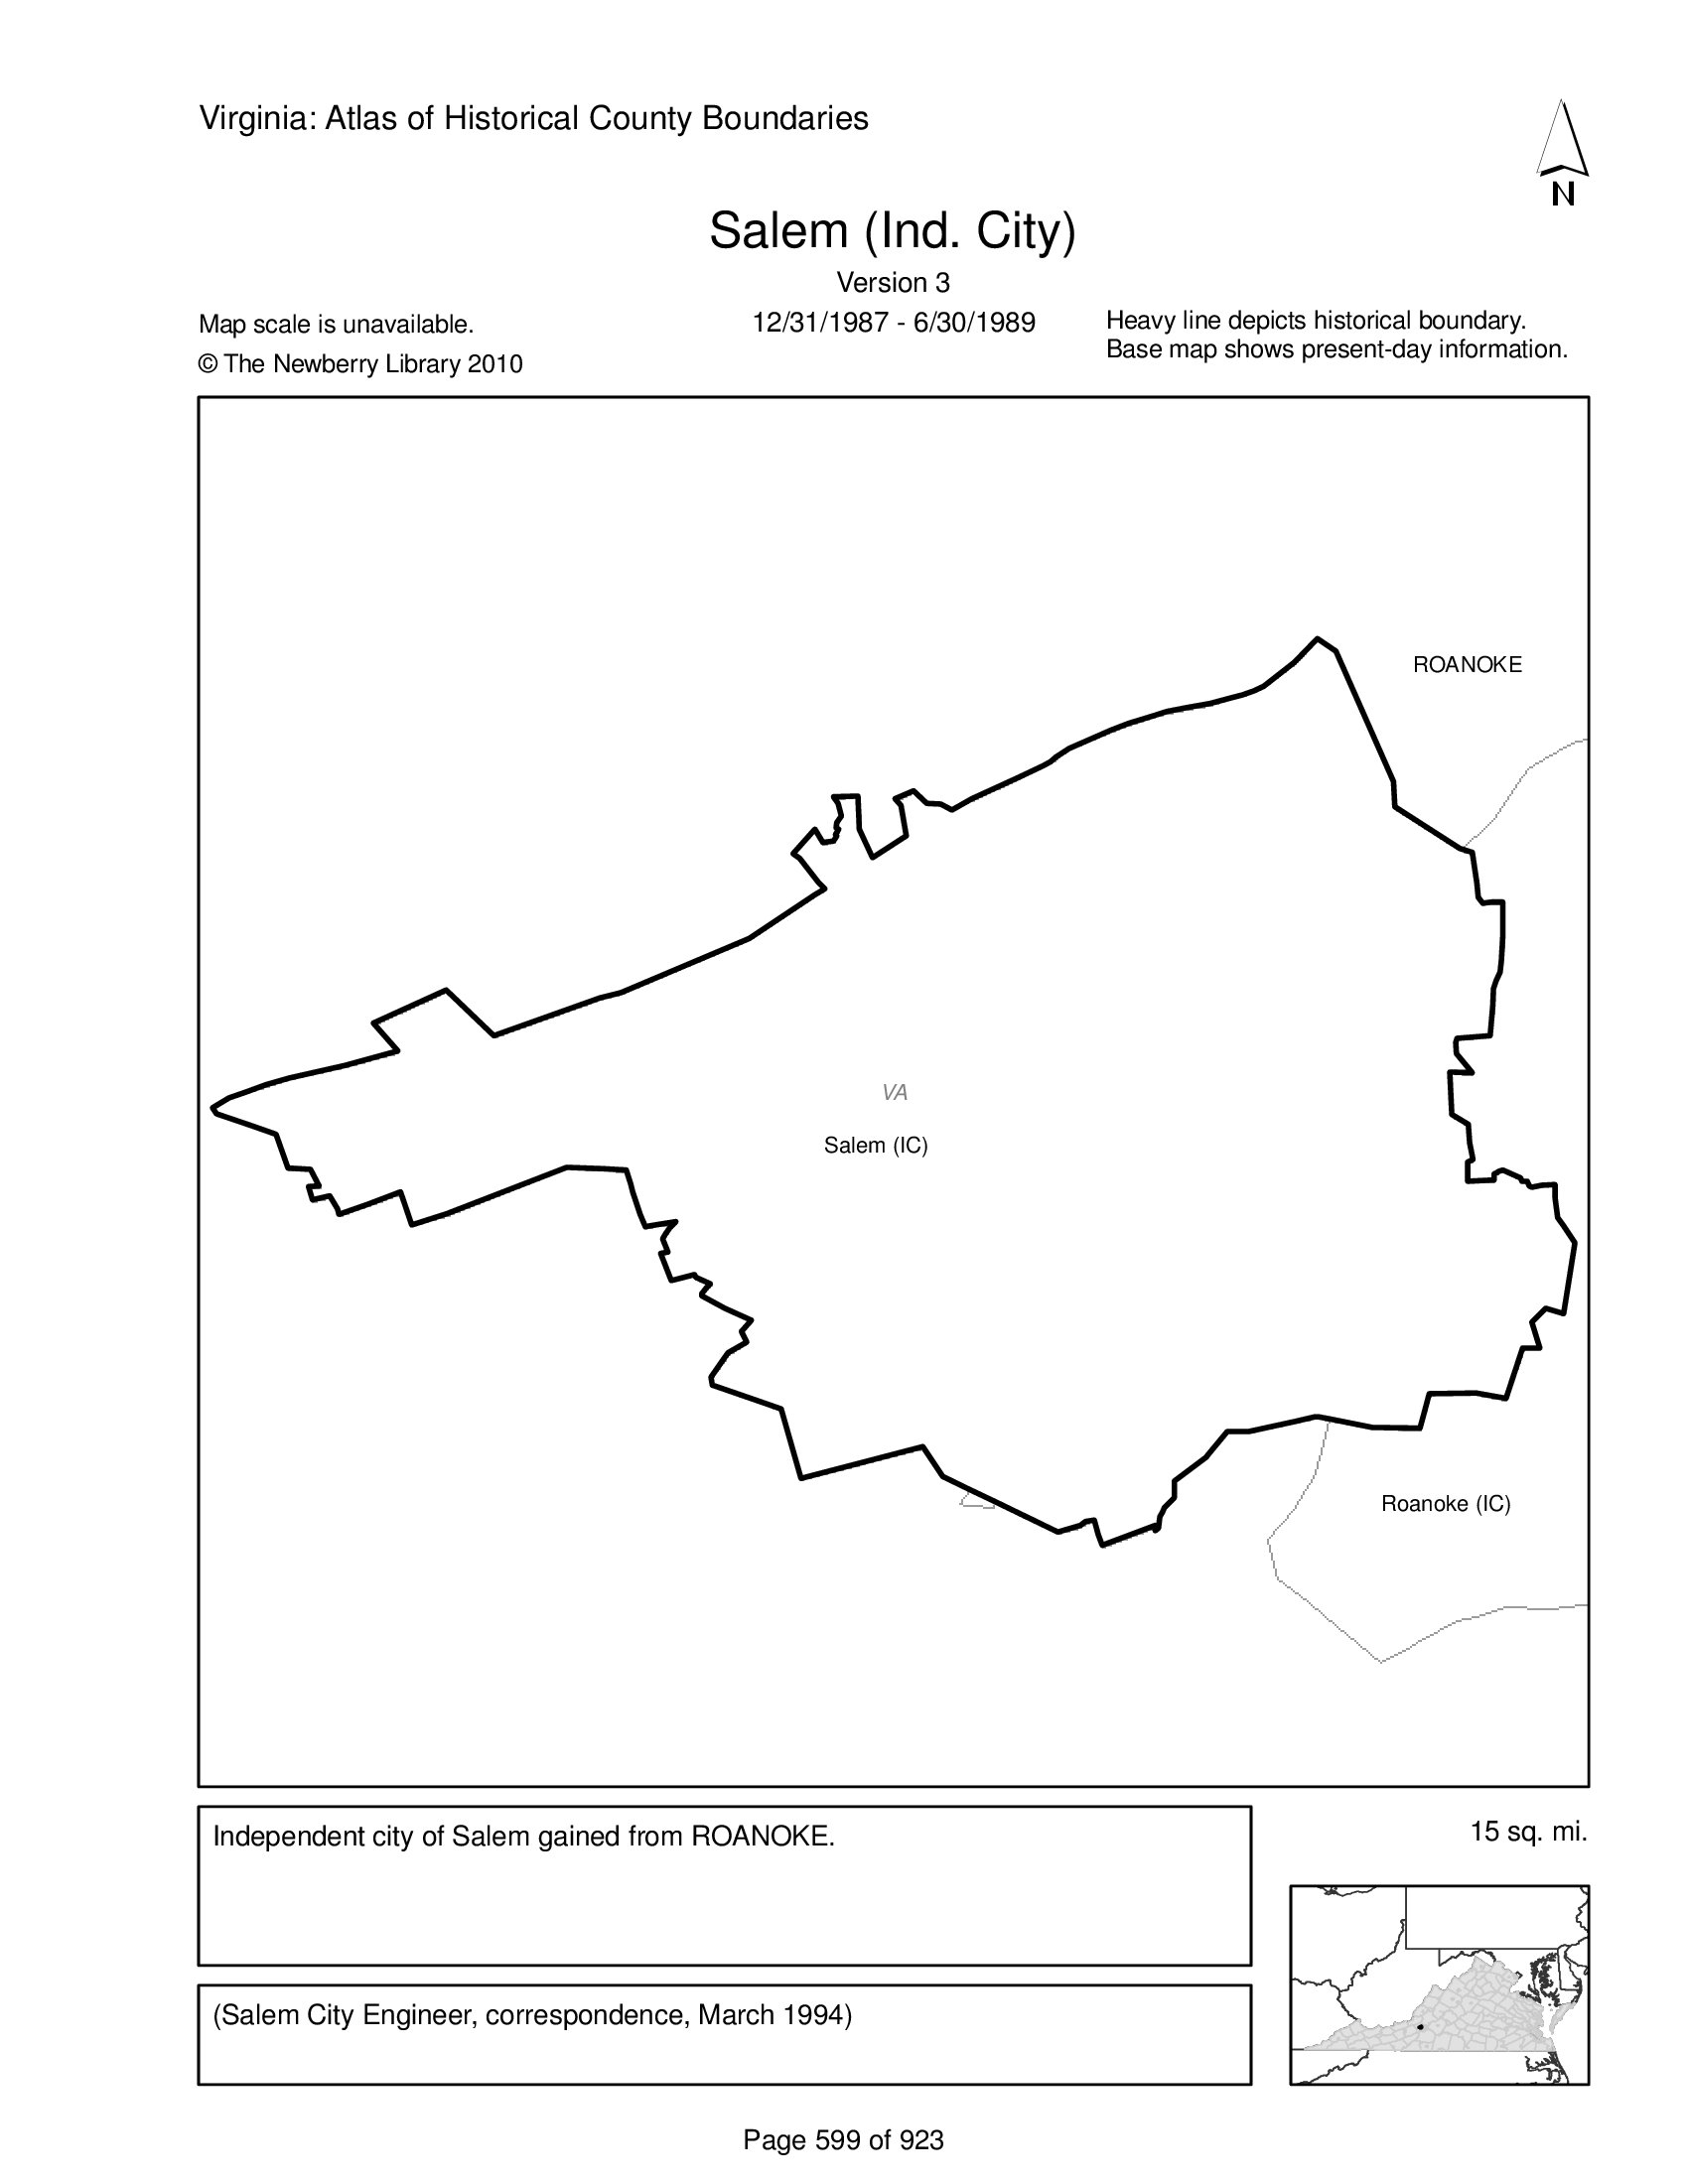 Virginia: Atlas of Historical County Boundaries
N
Salem (Ind. City)
Version 3
Map scale is unavailable.
12/31/1987 - 6/30/1989
Heavy line depicts historical boundary.
© The Newberry Library 2010
Base map shows present-day information.
ROANOKE
VA
Salem (IC)
Roanoke (IC)
Independent city of Salem gained from ROANOKE.
15 sq. mi.
(Salem City Engineer, correspondence, March 1994)
Page 599 of 923